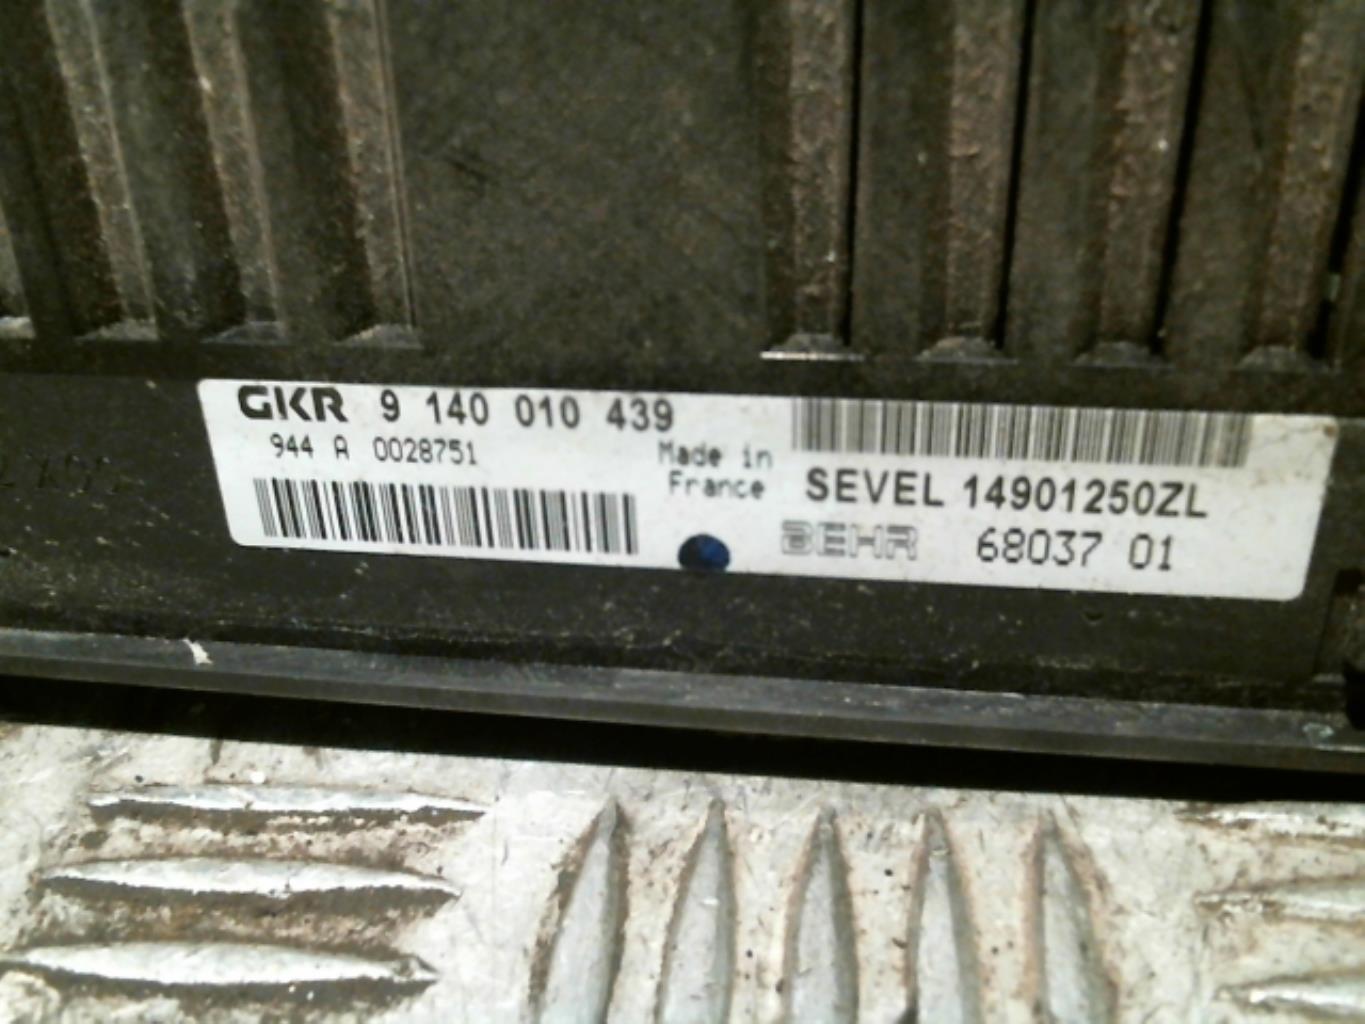 GKR 9 140 010 439
944 A 0028751
Made in
France
SEVEL 14901250ZL
BEHR 68037 01